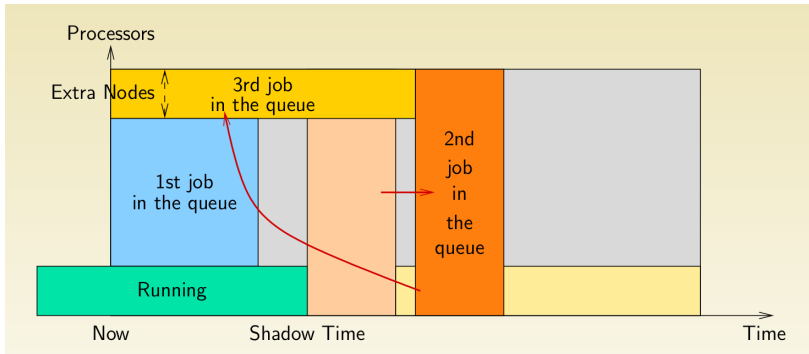 Processors
Extra Nodes
3rd job
in the queue
1st job
in the queue
2nd
job
in
the
queue
Running
Now
Shadow Time
Time